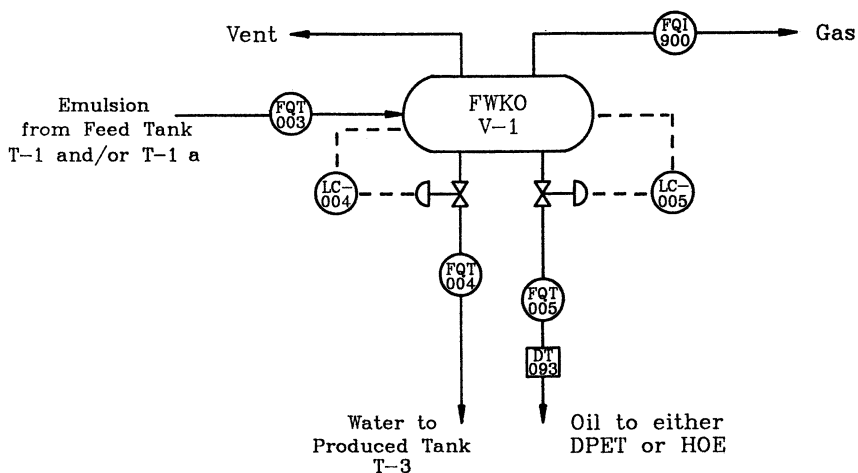 Vent
FQI
900
Gas
Emulsion
from Feed Tank
T-1 and/or T-1 a
FQT
003
FWKO
V-1
LC-
004
LC-
005
FQT
004
FQT
005
DT
093
Water to
Produced Tank
T-3
Oil to either
DPET or HOE